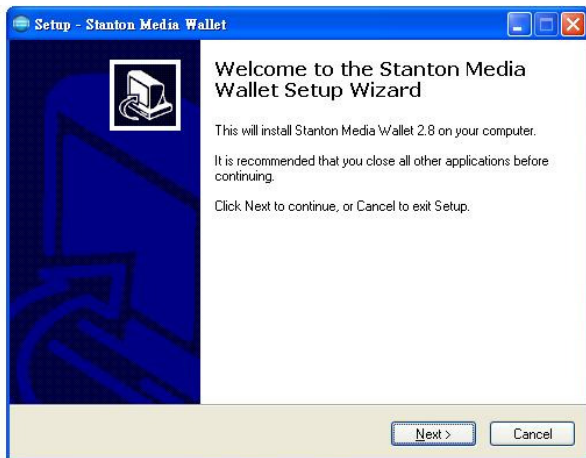 Setup - Stanton Media Wallet
Welcome to the Stanton Media
Wallet Setup Wizard
This will install Stanton Media Wallet 2.8 on your computer.
It is recommended that you close all other applications before
continuing.
Click Next to continue, or Cancel to exit Setup.
Next >
Cancel